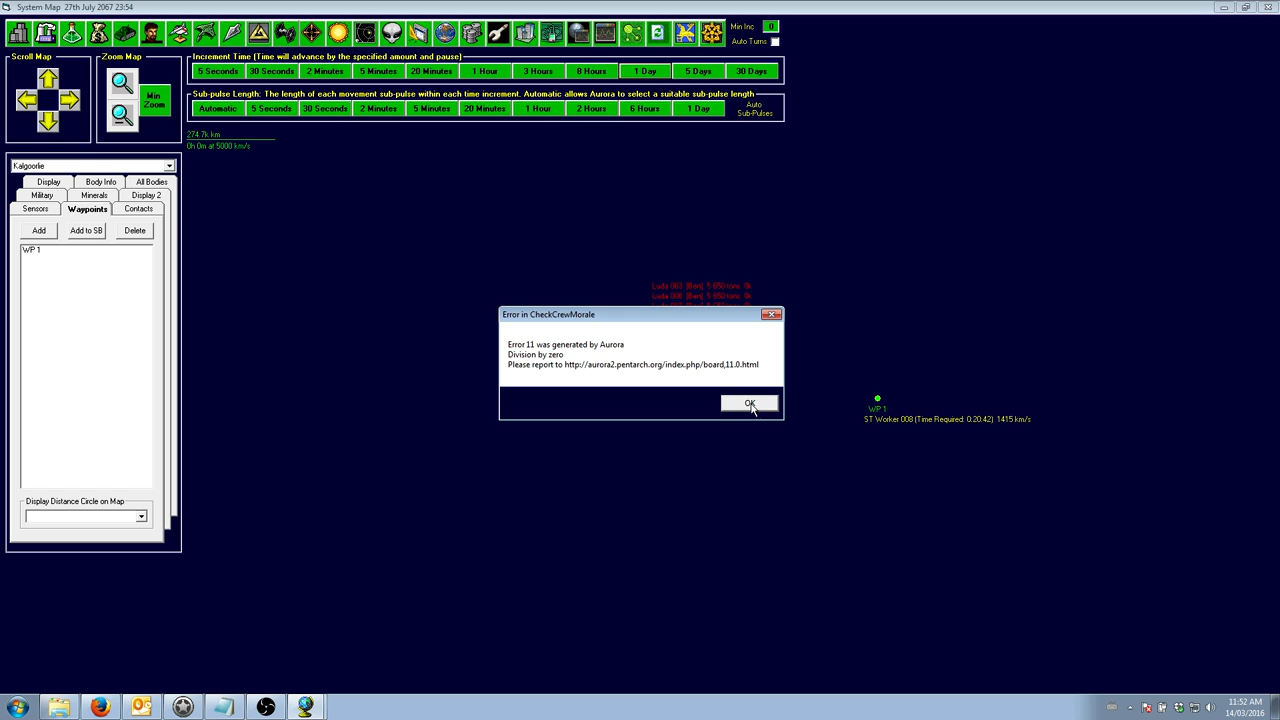 System Map 27th July 2067 23:54
Min Inc 0
Auto Turns
Scroll Map
Zoom Map
Min Zoom
Increment Time (Time will advance by the specified amount and pause)
5 Seconds 30 Seconds 2 Minutes 5 Minutes 20 Minutes 1 Hour 3 Hours 8 Hours 1 Day 5 Days 30 Days
Sub-pulse Length: The length of each movement sub-pulse within each time increment. Automatic allows Aurora to select a suitable sub-pulse length
Automatic 5 Seconds 30 Seconds 2 Minutes 5 Minutes 20 Minutes 1 Hour 2 Hours 6 Hours 1 Day
Auto
Sub-Pulses
274.7k km
0h 0m at 5000 km/s
Kalgoorlie
Display Body Info All Bodies
Military Minerals Display 2
Sensors Waypoints Contacts
Add Add to SB Delete
WP 1
Display Distance Circle on Map
Error in CheckCrewMorale
Error 11 was generated by Aurora
Division by zero
Please report to http://aurora2.pentarch.org/index.php/board,11.0.html
OK
WP 1
ST Worker 008 (Time Required: 0:20:42) 1415 km/s
11:52 AM
14/03/2016